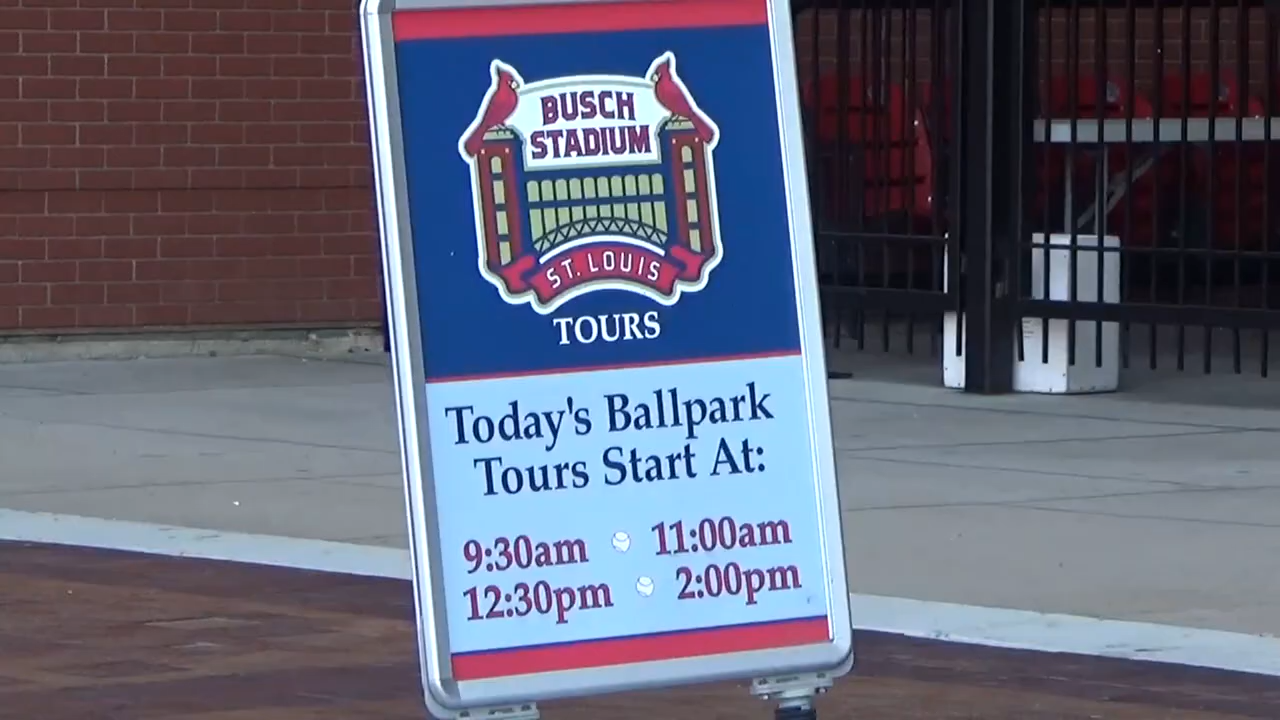 BUSCH
STADIUM
ST. LOUIS
TOURS
Today's Ballpark
Tours Start At:
9:30am 11:00am
12:30pm 2:00pm